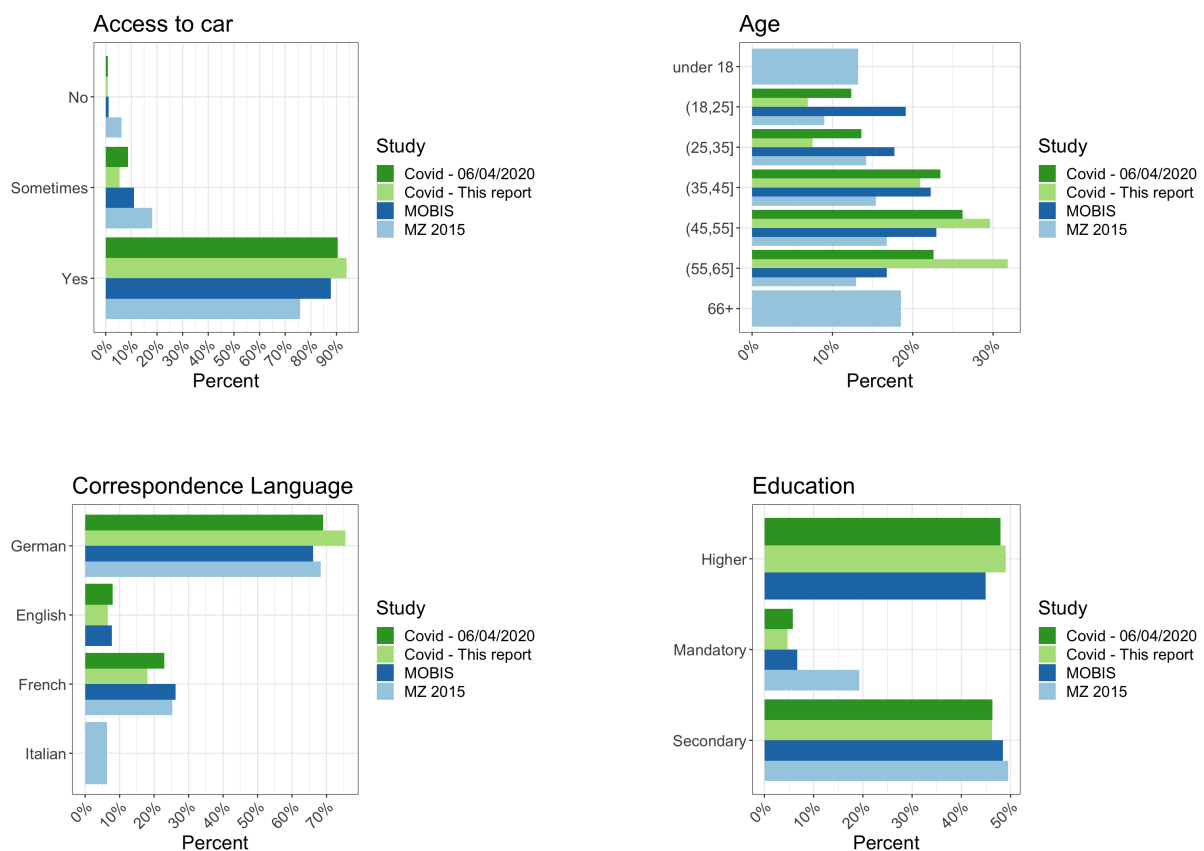 Access to car
No
Sometimes
Yes
0%
10%
20%
30%
40%
50%
60%
70%
80%
90%
Percent
Study
Covid - 06/04/2020
Covid - This report
MOBIS
MZ 2015
Age
under 18
(18,25]
(25,35]
(35,45]
(45,55]
(55,65]
66+
0%
10%
20%
30%
Percent
Study
Covid - 06/04/2020
Covid - This report
MOBIS
MZ 2015
Correspondence Language
German
English
French
Italian
0%
10%
20%
30%
40%
50%
60%
70%
Percent
Study
Covid - 06/04/2020
Covid - This report
MOBIS
MZ 2015
Education
Higher
Mandatory
Secondary
0%
10%
20%
30%
40%
50%
Percent
Study
Covid - 06/04/2020
Covid - This report
MOBIS
MZ 2015